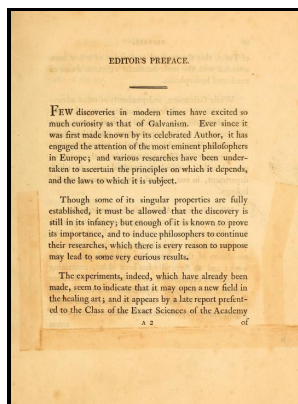 EDITOR'S PREFACE.
FEW discoveries in modern times have excited so
much curiosity as that of Galvanism. Ever since it
was first made known by its celebrated Author, it has
engaged the attention of the most eminent philosophers
in Europe; and various researches have been under-
taken to ascertain the principles on which it depends,
and the laws to which it is subject.
Though some of its singular properties are fully
established, it must be allowed that the discovery is
still in its infancy; but enough of it is known to prove
its importance, and to induce philosophers to continue
their researches, which there is every reason to suppose
may lead to some very curious results.
The experiments, indeed, which have already been
made, seem to indicate that it may open a new field in
the healing art; and it appears by a late report present-
ed to the Class of the Exact Sciences of the Academy
A 2
of